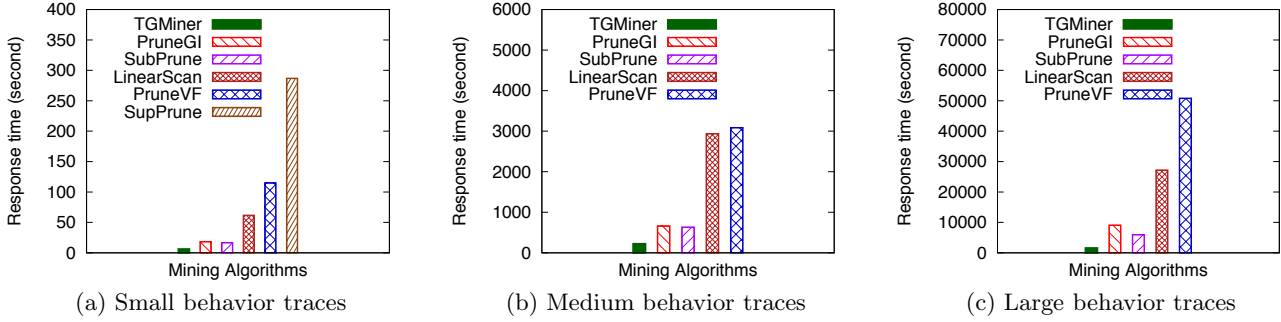 Response time (second)
400
350
300
250
200
150
100
50
0
TGMiner
PruneGI
SubPrune
LinearScan
PruneVF
SupPrune
Mining Algorithms
(a) Small behavior traces
Response time (second)
6000
5000
4000
3000
2000
1000
0
TGMiner
PruneGI
SubPrune
LinearScan
PruneVF
Mining Algorithms
(b) Medium behavior traces
Response time (second)
80000
70000
60000
50000
40000
30000
20000
10000
0
TGMiner
PruneGI
SubPrune
LinearScan
PruneVF
Mining Algorithms
(c) Large behavior traces